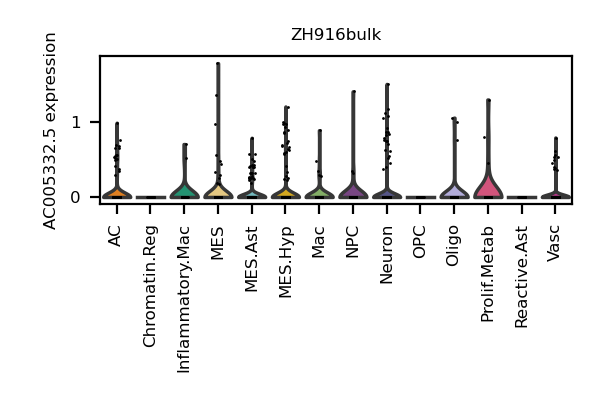 ZH916bulk
AC005332.5 expression
1
0
AC
Chromatin.Reg
Inflammatory.Mac
MES
MES.Ast
MES.Hyp
Mac
NPC
Neuron
OPC
Oligo
Prolif.Metab
Reactive.Ast
Vasc